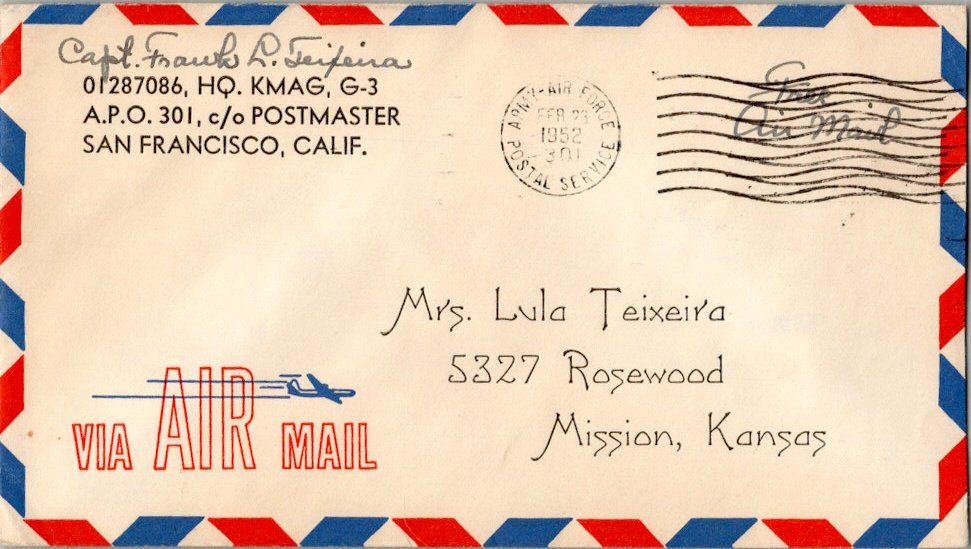 Capt. Frank L. Teixeira
01287086, HQ. KMAG, G-3
A.P.O. 301, c/o POSTMASTER
SAN FRANCISCO, CALIF.
ARMY-AIR FORCE
FEB 23
1952
301
POSTAL SERVICE
Free
Air Mail
Mrs. Lula Teixeira
5327 Rosewood
Mission, Kansas
VIA AIR MAIL